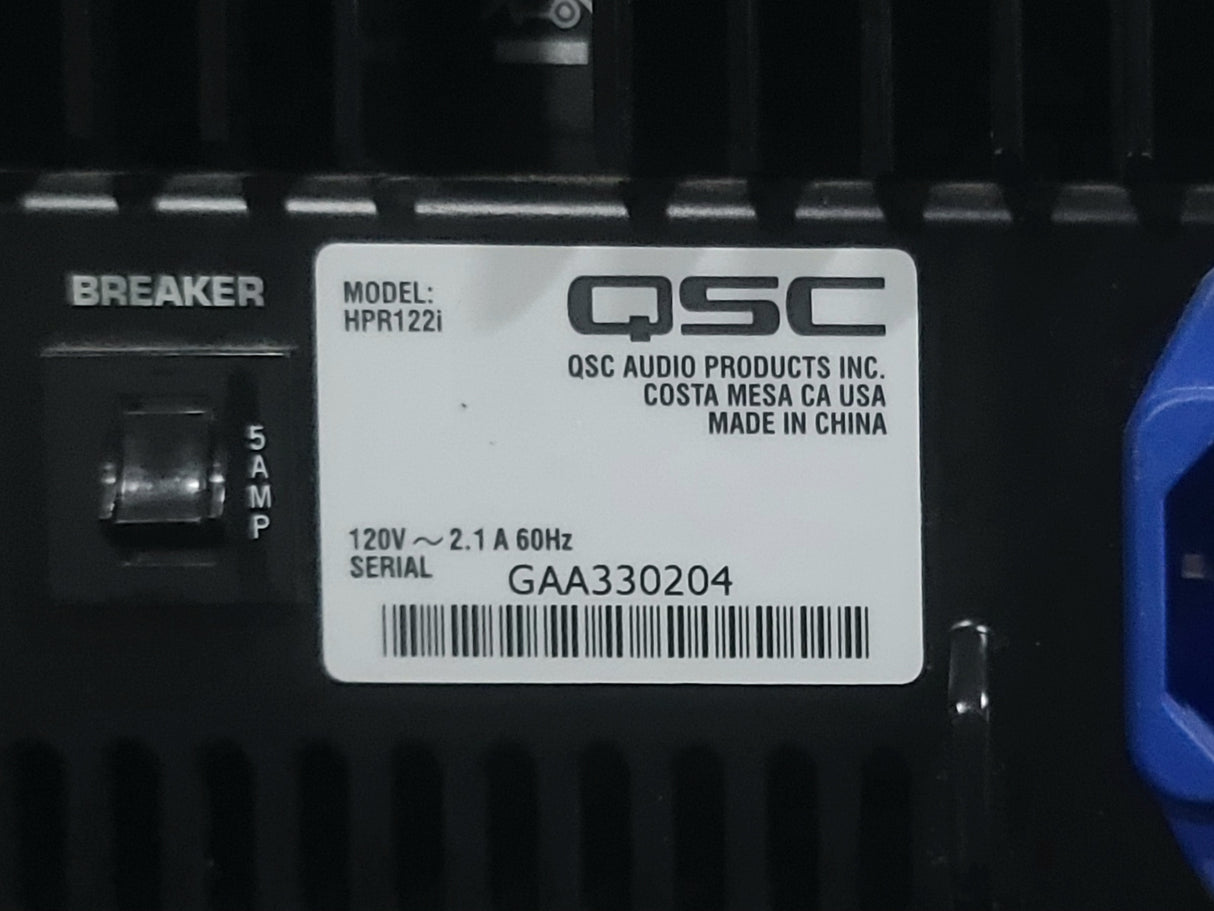 BREAKER
5
A
M
P
MODEL:
HPR122i
QSC
QSC AUDIO PRODUCTS INC.
COSTA MESA CA USA
MADE IN CHINA
120V ～ 2.1 A 60Hz
SERIAL GAA330204